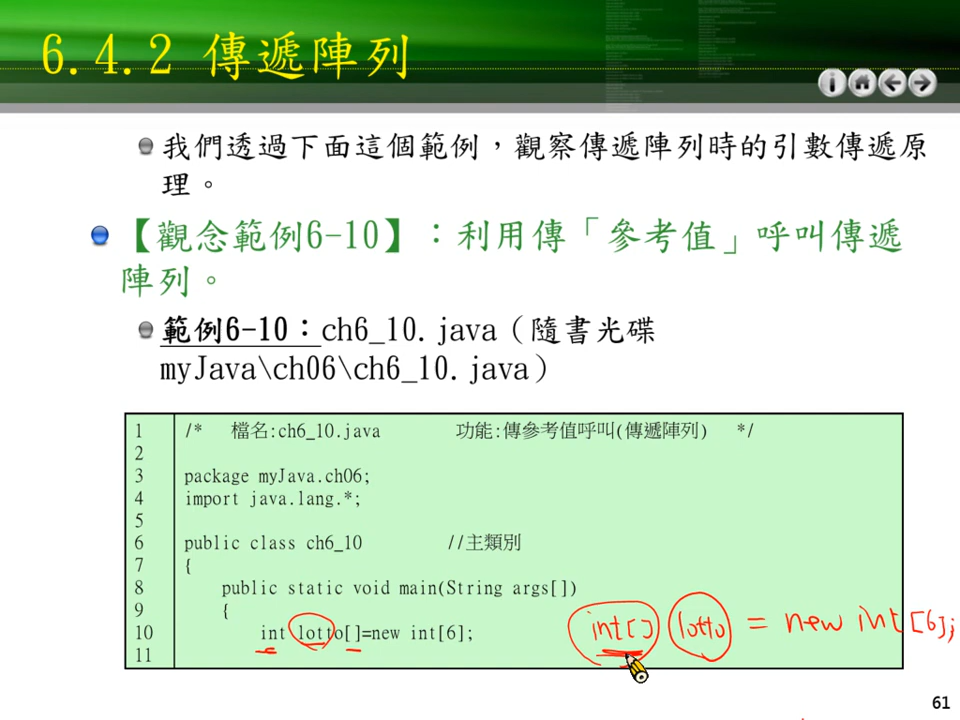 6.4.2 傳遞陣列
我們透過下面這個範例，觀察傳遞陣列時的引數傳遞原
理。
【觀念範例6-10】：利用傳「參考值」呼叫傳遞
陣列。
範例6-10：ch6_10.java（隨書光碟
myJava\ch06\ch6_10.java）
1 /* 檔名:ch6_10.java 功能:傳參考值呼叫(傳遞陣列) */
2
3 package myJava.ch06;
4 import java.lang.*;
5
6 public class ch6_10 //主類別
7 {
8 public static void main(String args[])
9 {
10 int lotto[]=new int[6]; int[] lotto = new int[6];
11
61